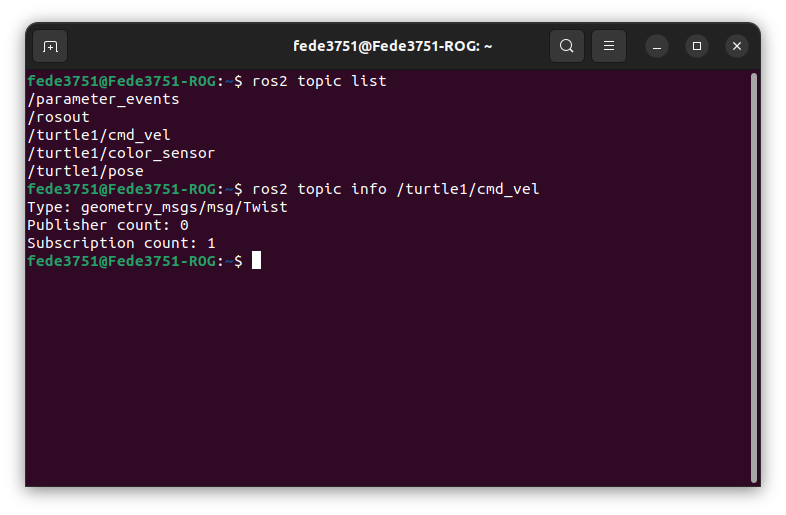 fede3751@Fede3751-ROG: ~
fede3751@Fede3751-ROG:~$ ros2 topic list
/parameter_events
/rosout
/turtle1/cmd_vel
/turtle1/color_sensor
/turtle1/pose
fede3751@Fede3751-ROG:~$ ros2 topic info /turtle1/cmd_vel
Type: geometry_msgs/msg/Twist
Publisher count: 0
Subscription count: 1
fede3751@Fede3751-ROG:~$